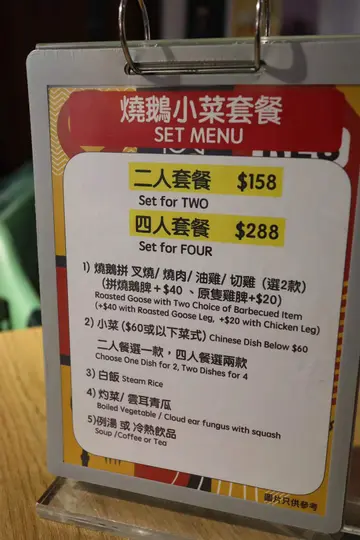 燒鵝小菜套餐
SET MENU
二人套餐 $158
Set for TWO
四人套餐 $288
Set for FOUR
1) 燒鵝拼 叉燒/ 燒肉/ 油雞/ 切雞 (選2款)
(拼燒鵝脾+$40 、原隻雞脾+$20)
Roasted Goose with Two Choice of Barbecued Item
(+$40 with Roasted Goose Leg, +$20 with Chicken Leg)
2) 小菜 ($60或以下菜式) Chinese Dish Below $60
二人餐選一款，四人餐選兩款
Choose One Dish for 2, Two Dishes for 4
3) 白飯 Steam Rice
4) 灼菜/ 雲耳青瓜
Boiled Vegetable / Cloud ear fungus with squash
5)例湯 或 冷熱飲品
Soup /Coffee or Tea
圖片只供參考